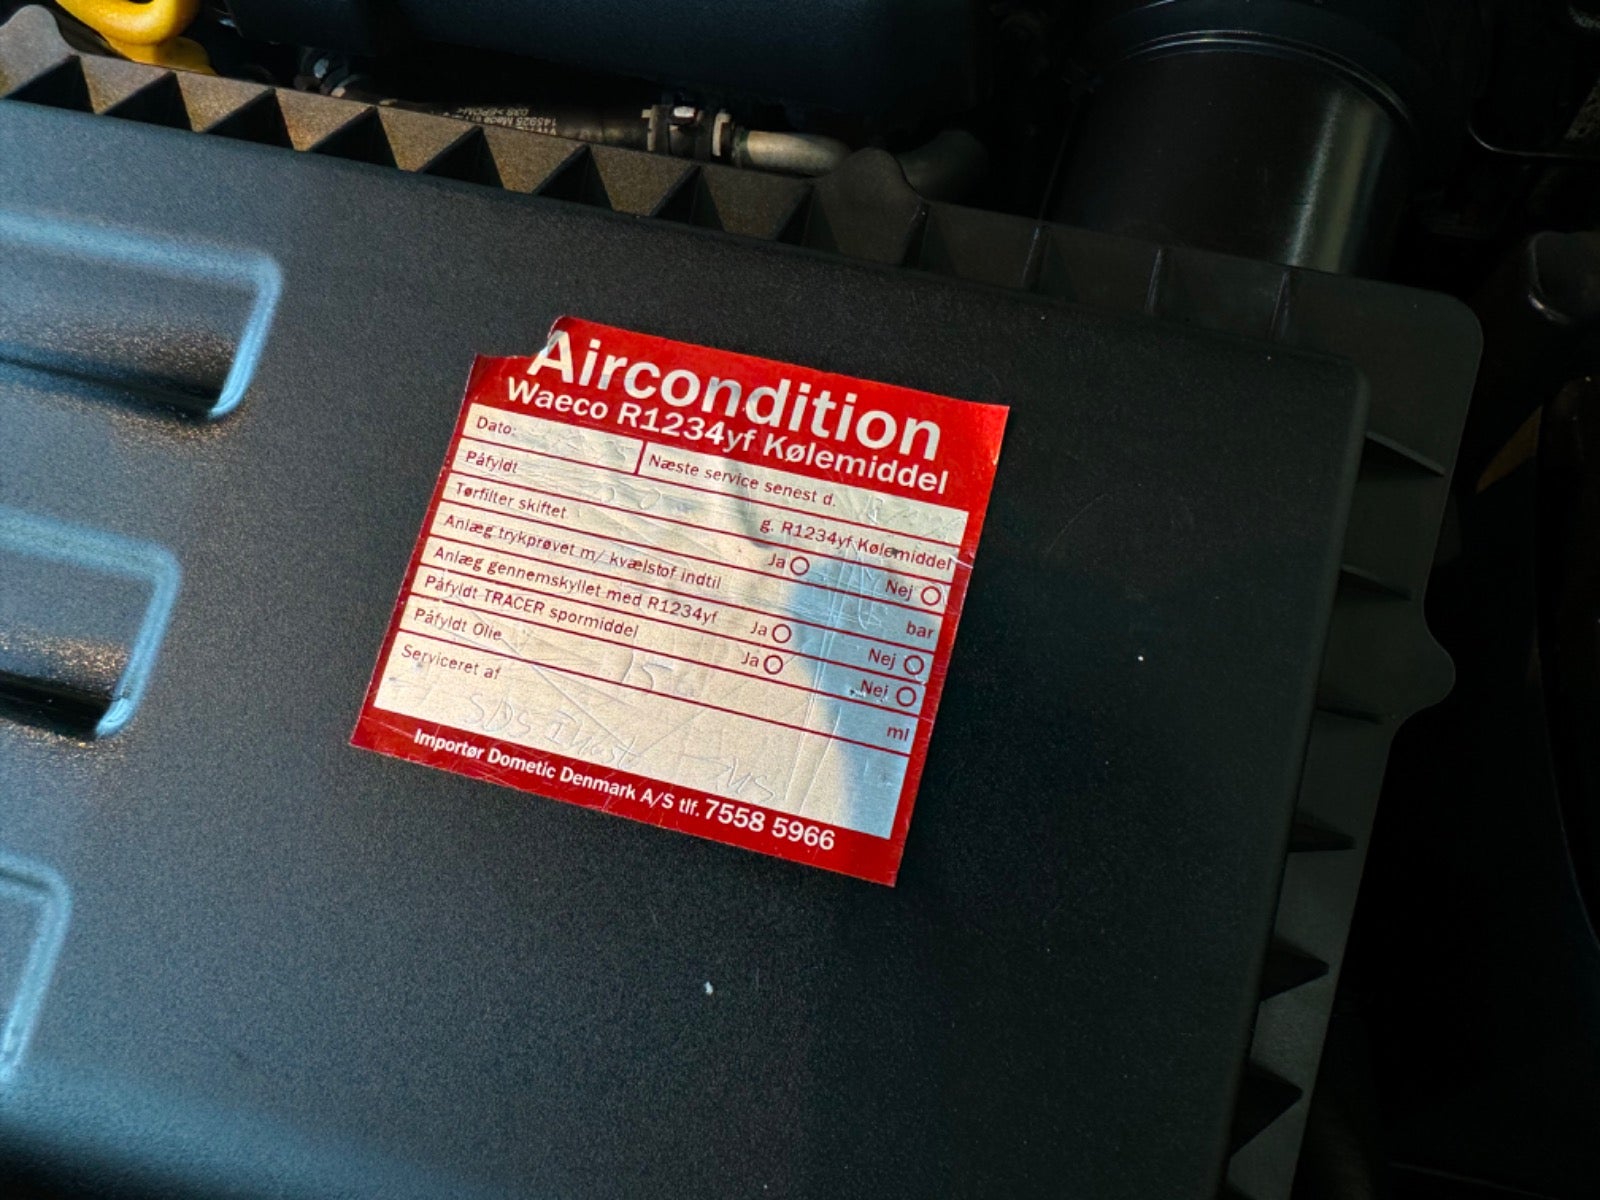 Aircondition
Waeco R1234yf Kølemiddel
Dato:
Næste service senest d.
Påfyldt g. R1234yf Kølemiddel
Tørfilter skiftet Ja Nej
Anlæg trykprøvet m/ kvælstof indtil bar
Anlæg gennemskyllet med R1234yf Ja Nej
Påfyldt TRACER spormiddel Ja Nej
Påfyldt Olie ml
Serviceret af
Importør Dometic Denmark A/S tlf. 7558 5966